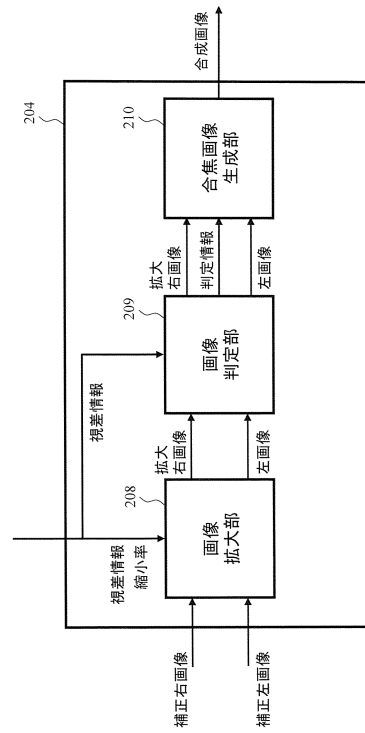 204
視差情報
視差情報
縮小率
補正右画像
補正左画像
208
画像
拡大部
拡大
右画像
左画像
209
画像
判定部
拡大
右画像
判定情報
左画像
210
合焦画像
生成部
合成画像